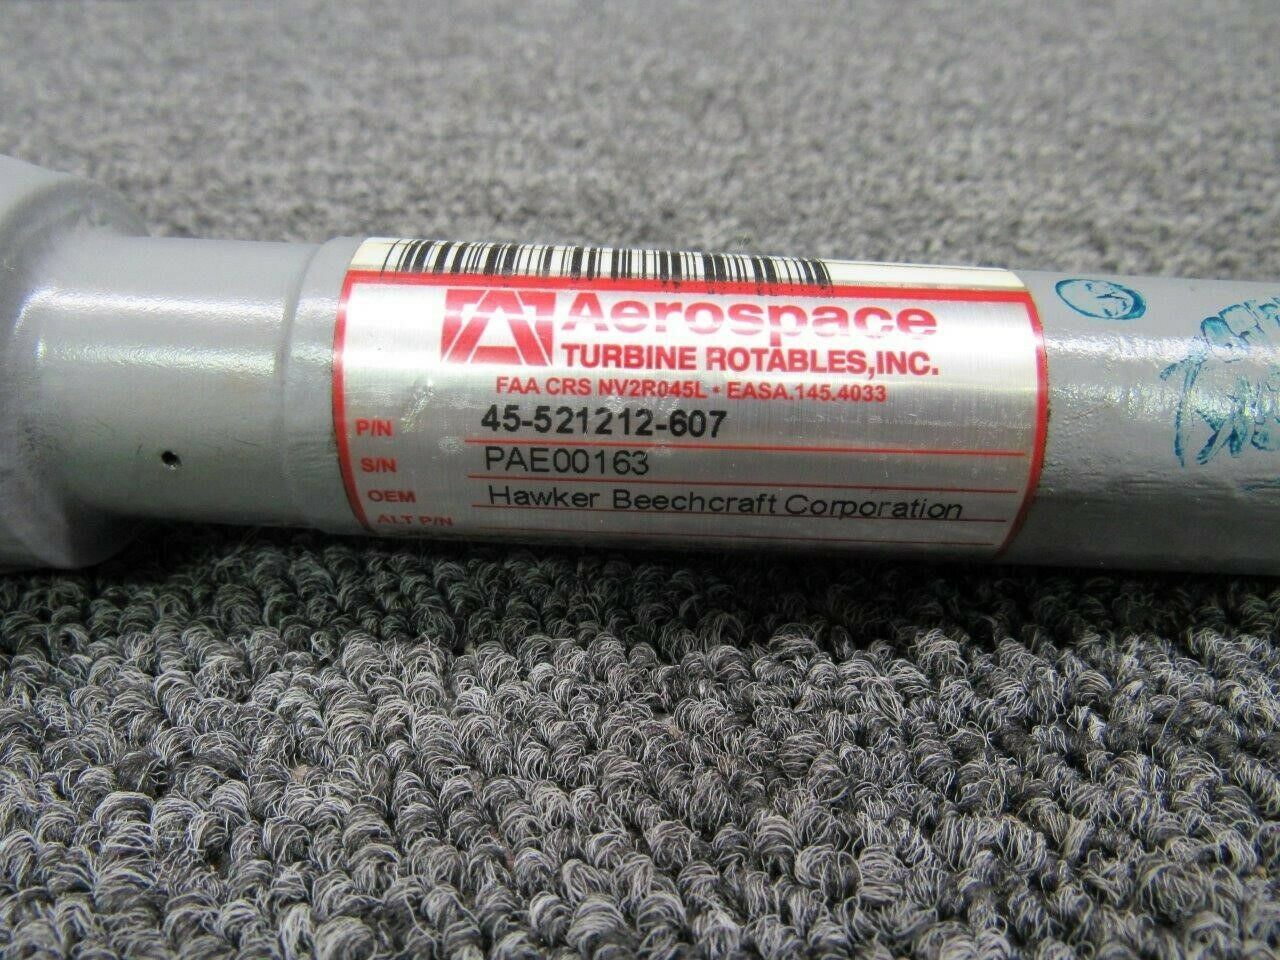 Aerospace
TURBINE ROTABLES,INC.
FAA CRS NV2R045L • EASA.145.4033
P/N 45-521212-607
S/N PAE00163
OEM Hawker Beechcraft Corporation
ALT P/N